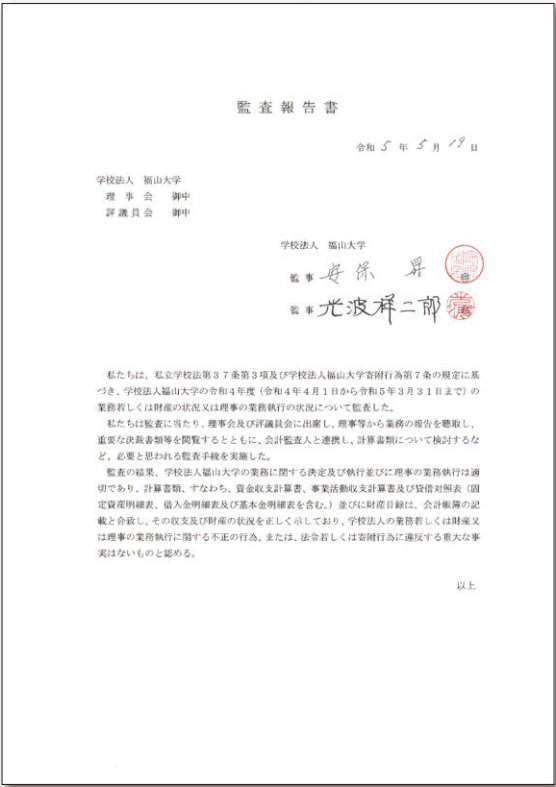 監査報告書
令和 5 年 5 月 19 日
学校法人 福山大学
理 事 会 御中
評議員会 御中
学校法人 福山大学
監事 安保 昇
監事 光波祥二郎
私たちは、私立学校法第37条第3項及び学校法人福山大学寄附行為第7条の規定に基
づき、学校法人福山大学の令和4年度（令和4年4月1日から令和5年3月31日まで）の
業務若しくは財産の状況又は理事の業務執行の状況について監査した。
私たちは監査に当たり、理事会及び評議員会に出席し、理事等から業務の報告を聴取し、
重要な決裁書類等を閲覧するとともに、会計監査人と連携し、計算書類について検討するな
ど、必要と思われる監査手続を実施した。
監査の結果、学校法人福山大学の業務に関する決定及び執行並びに理事の業務執行は適
切であり、計算書類、すなわち、資金収支計算書、事業活動収支計算書及び貸借対照表（固
定資産明細表、借入金明細表及び基本金明細表を含む。）並びに財産目録は、会計帳簿の記
載と合致し、その収支及び財産の状況を正しく示しており、学校法人の業務若しくは財産又
は理事の業務執行に関する不正の行為、または、法令若しくは寄附行為に違反する重大な事
実はないものと認める。
以上